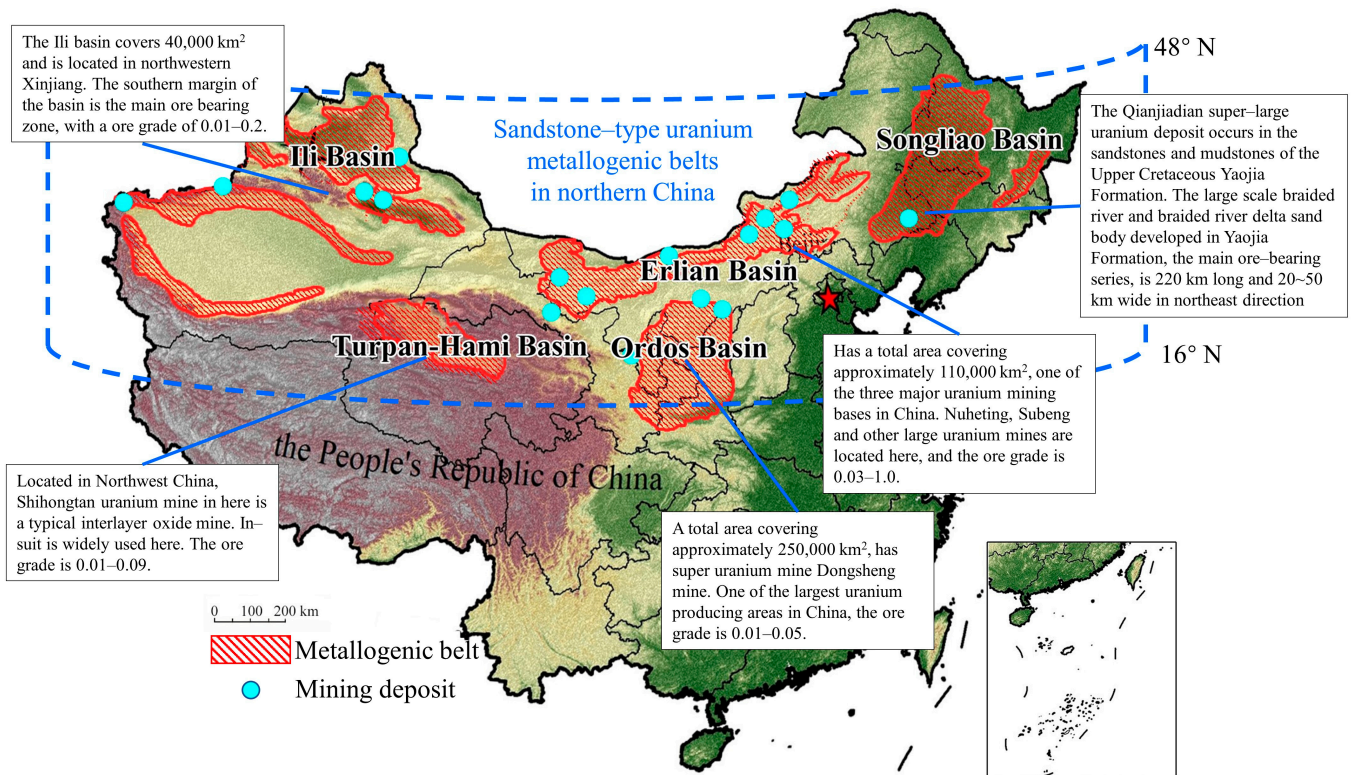 The Ili basin covers 40,000 km²
and is located in northwestern
Xinjiang. The southern margin of
the basin is the main ore bearing
zone, with a ore grade of 0.01–0.2.
48° N
Sandstone–type uranium
metallogenic belts
in northern China
The Qianjiadian super–large
uranium deposit occurs in the
sandstones and mudstones of the
Upper Cretaceous Yaojia
Formation. The large scale braided
river and braided river delta sand
body developed in Yaojia
Formation, the main ore–bearing
series, is 220 km long and 20~50
km wide in northeast direction
Songliao Basin
Ili Basin
Beijing
Erlian Basin
Turpan-Hami Basin
Ordos Basin
16° N
Has a total area covering
approximately 110,000 km², one of
the three major uranium mining
bases in China. Nuheting, Subeng
and other large uranium mines are
located here, and the ore grade is
0.03–1.0.
the People's Republic of China
Located in Northwest China,
Shihongtan uranium mine in here is
a typical interlayer oxide mine. In–
suit is widely used here. The ore
grade is 0.01–0.09.
A total area covering
approximately 250,000 km², has
super uranium mine Dongsheng
mine. One of the largest uranium
producing areas in China, the ore
grade is 0.01–0.05.
0 100 200 km
Metallogenic belt
Mining deposit